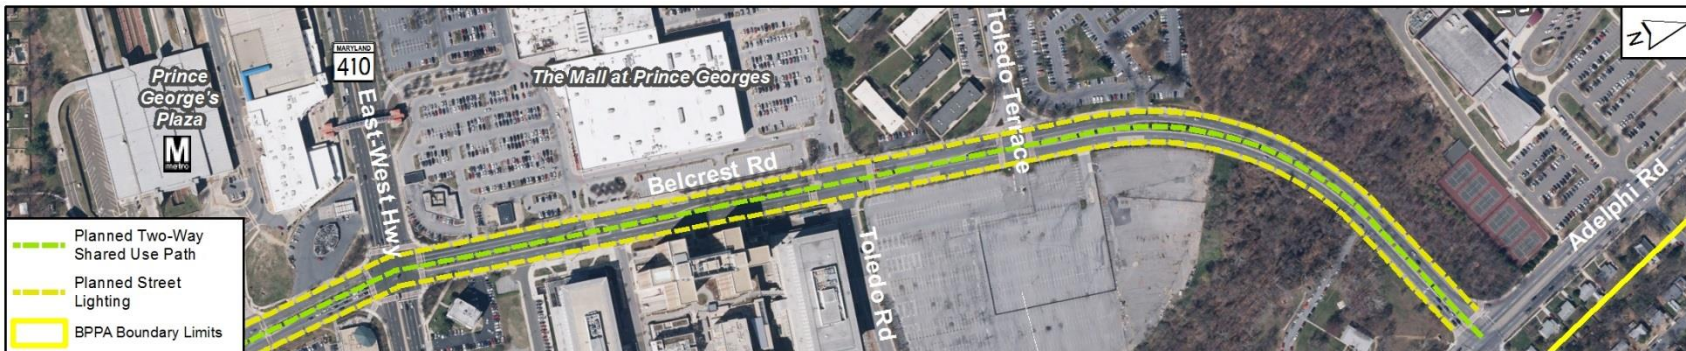 Prince
George's
Plaza
M
metro
MARYLAND
410
East-West Hwy
The Mall at Prince Georges
Belcrest Rd
Toledo Terrace
Toledo Rd
Adelphi Rd
N
Planned Two-Way
Shared Use Path
Planned Street
Lighting
BPPA Boundary Limits